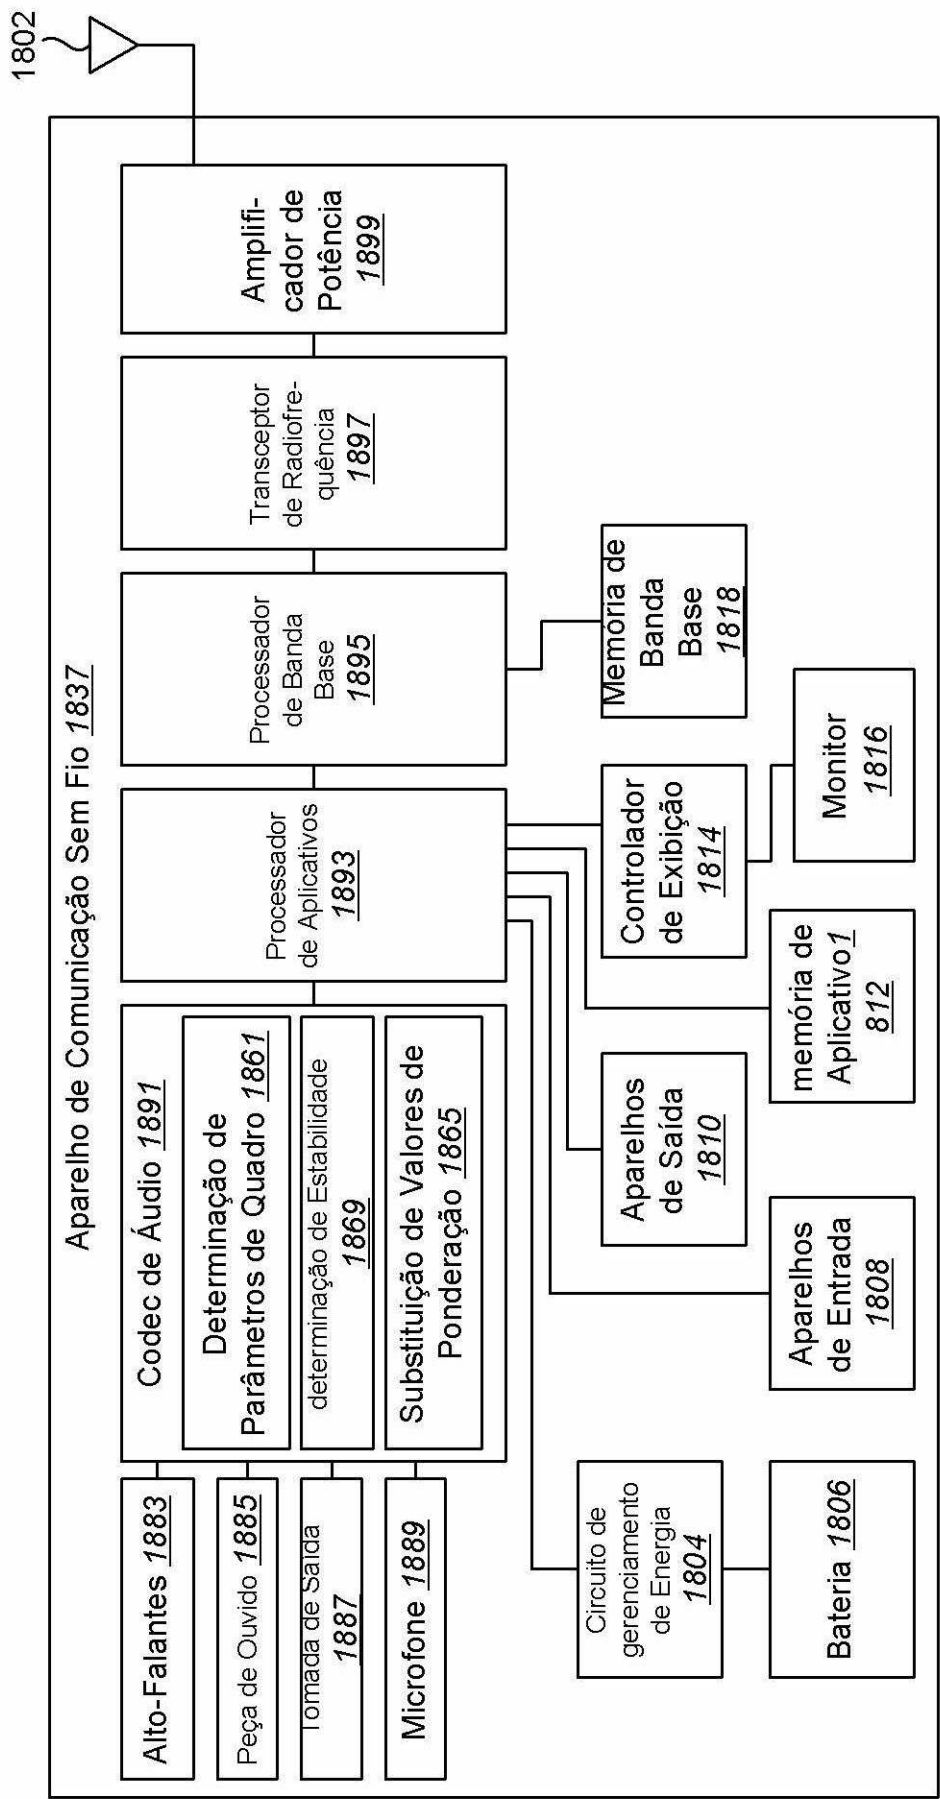 Aparelho de Comunicação Sem Fio 1837
1802
Alto-Falantes 1883
Peça de Ouvido 1885
Tomada de Saída
1887
Microfone 1889
Codec de Áudio 1891
Determinação de
Parâmetros de Quadro 1861
determinação de Estabilidade
1869
Substituição de Valores de
Ponderação 1865
Processador
de Aplicativos
1893
Processador
de Banda
Base
1895
Transceptor
de Radiofre-
quência
1897
Amplifi-
cador de
Potência
1899
Circuito de
gerenciamento
de Energia
1804
Bateria 1806
Aparelhos
de Entrada
1808
Aparelhos
de Saída
1810
memória de
Aplicativo1
812
Controlador
de Exibição
1814
Monitor
1816
Memória de
Banda
Base
1818